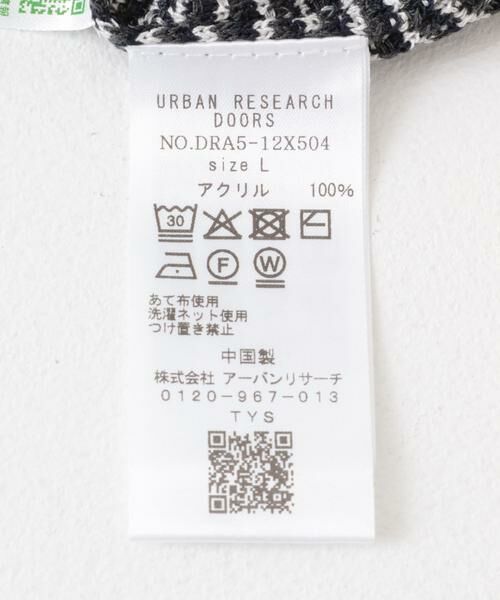 URBAN RESEARCH
DOORS
NO.DRA5-12X504
size L
アクリル 100%
30
F W
あて布使用
洗濯ネット使用
つけ置き禁止
中国製
株式会社 アーバンリサーチ
0120-967-013
TYS